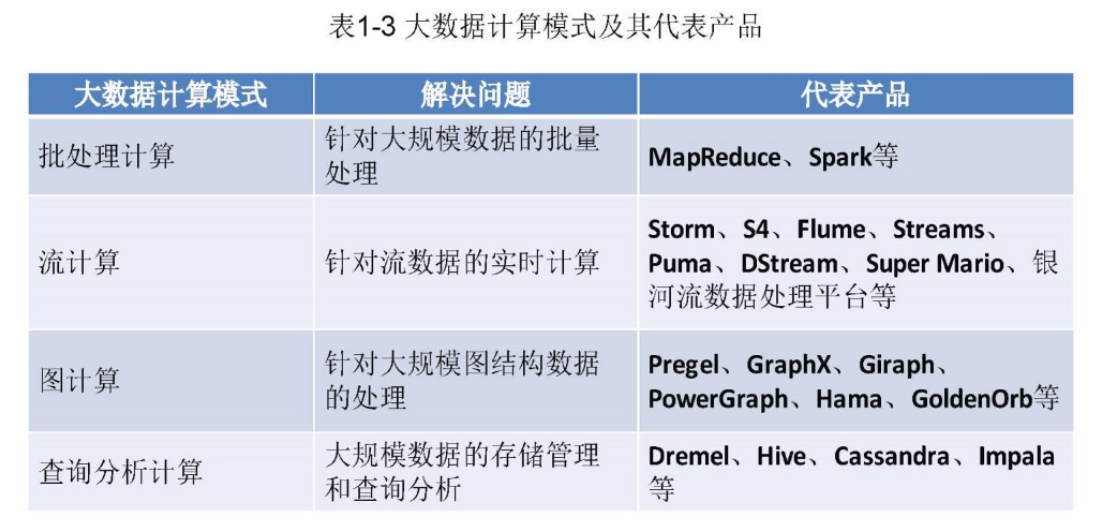 表1-3 大数据计算模式及其代表产品
大数据计算模式 解决问题 代表产品
批处理计算
针对大规模数据的批量
处理
MapReduce、Spark等
流计算
针对流数据的实时计算
Storm、S4、Flume、Streams、
Puma、DStream、Super Mario、银
河流数据处理平台等
图计算
针对大规模图结构数据
的处理
Pregel、GraphX、Giraph、
PowerGraph、Hama、GoldenOrb等
查询分析计算
大规模数据的存储管理
和查询分析
Dremel、Hive、Cassandra、Impala
等